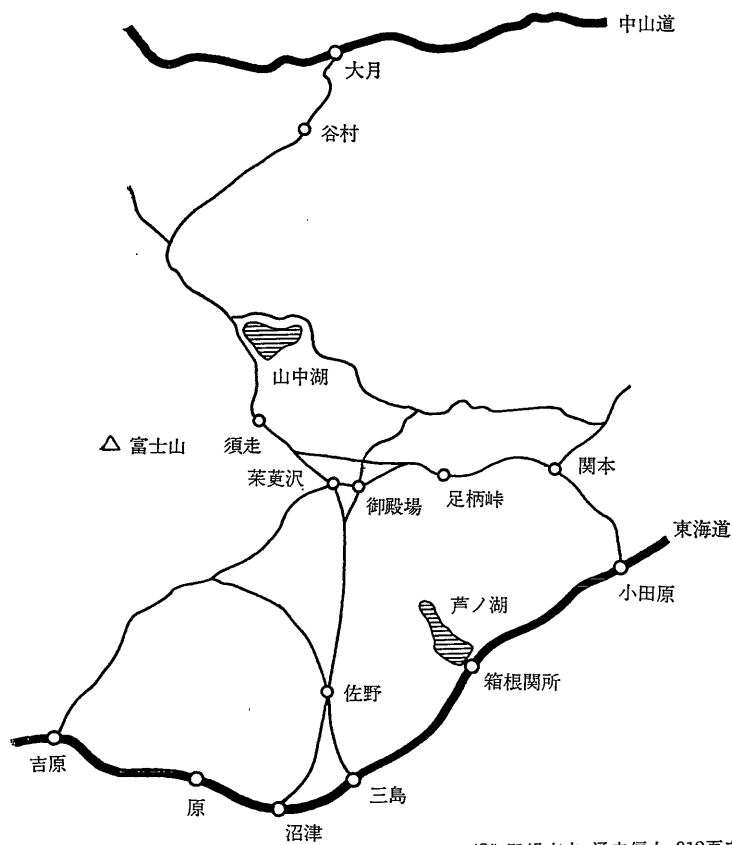 中山道
大月
谷村
山中湖
富士山
須走
茱萸沢
御殿場
足柄峠
関本
東海道
小田原
芦ノ湖
箱根関所
佐野
吉原
原
沼津
三島